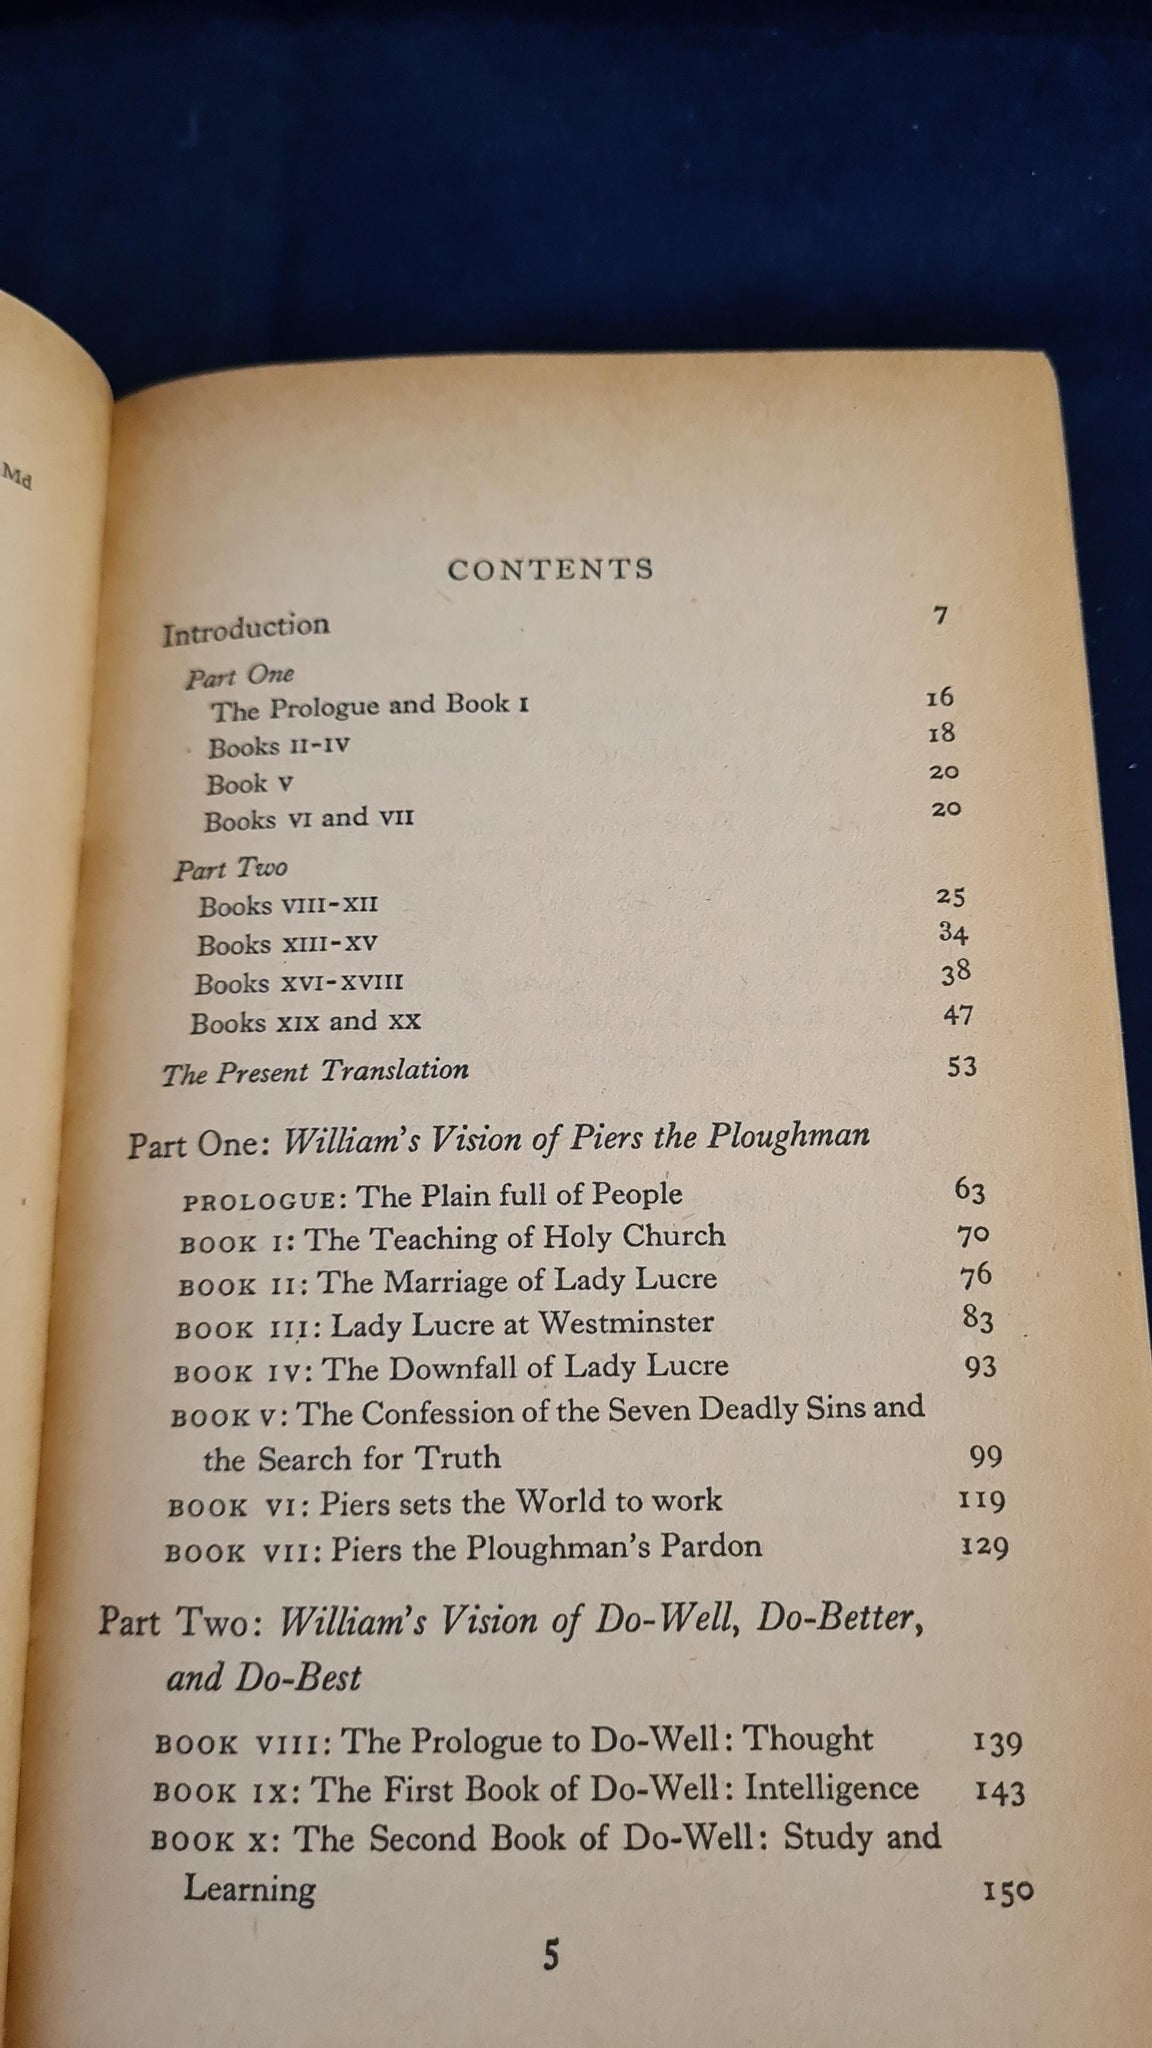 Md
CONTENTS
Introduction 7
Part One
The Prologue and Book I 16
Books II-IV 18
Book V 20
Books VI and VII 20
Part Two
Books VIII-XII 25
Books XIII-XV 34
Books XVI-XVIII 38
Books XIX and XX 47
The Present Translation 53
Part One: William's Vision of Piers the Ploughman
PROLOGUE: The Plain full of People 63
BOOK I: The Teaching of Holy Church 70
BOOK II: The Marriage of Lady Lucre 76
BOOK III: Lady Lucre at Westminster 83
BOOK IV: The Downfall of Lady Lucre 93
BOOK V: The Confession of the Seven Deadly Sins and
the Search for Truth 99
BOOK VI: Piers sets the World to work 119
BOOK VII: Piers the Ploughman's Pardon 129
Part Two: William's Vision of Do-Well, Do-Better,
and Do-Best
BOOK VIII: The Prologue to Do-Well: Thought 139
BOOK IX: The First Book of Do-Well: Intelligence 143
BOOK X: The Second Book of Do-Well: Study and
Learning 150
5